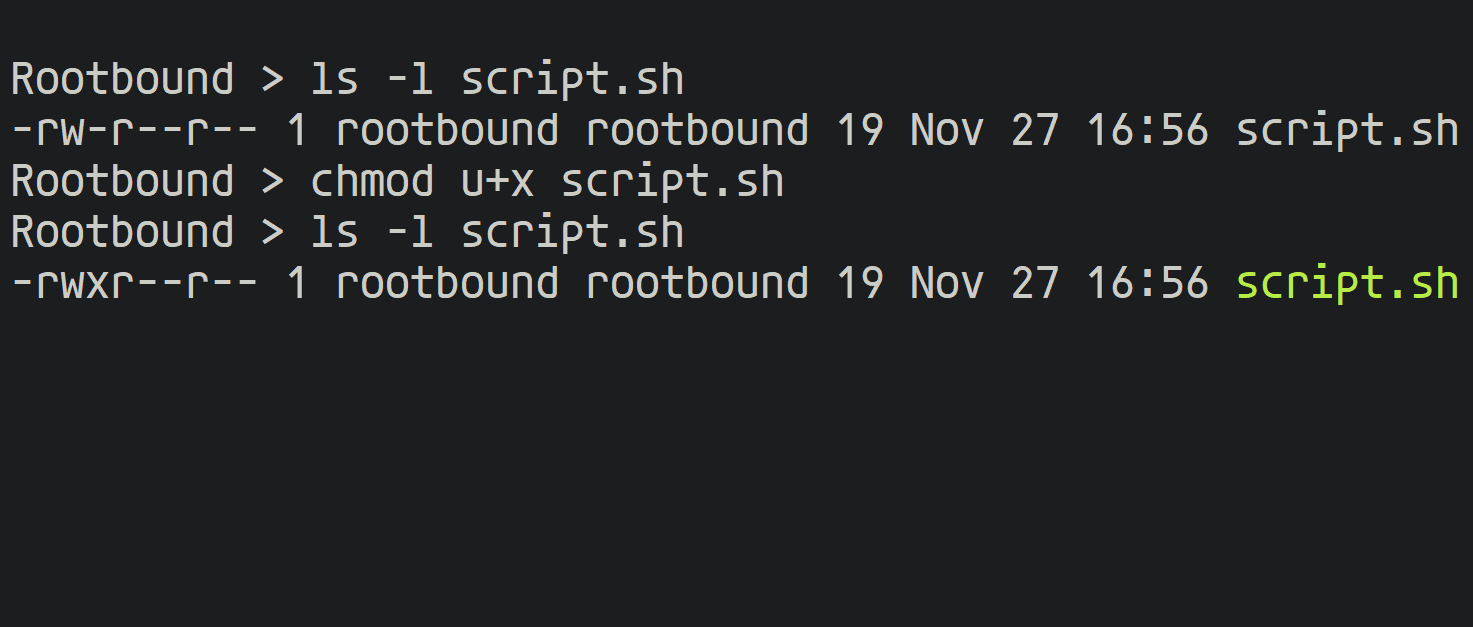 Rootbound > ls -l script.sh
-rw-r--r-- 1 rootbound rootbound 19 Nov 27 16:56 script.sh
Rootbound > chmod u+x script.sh
Rootbound > ls -l script.sh
-rwxr--r-- 1 rootbound rootbound 19 Nov 27 16:56 script.sh